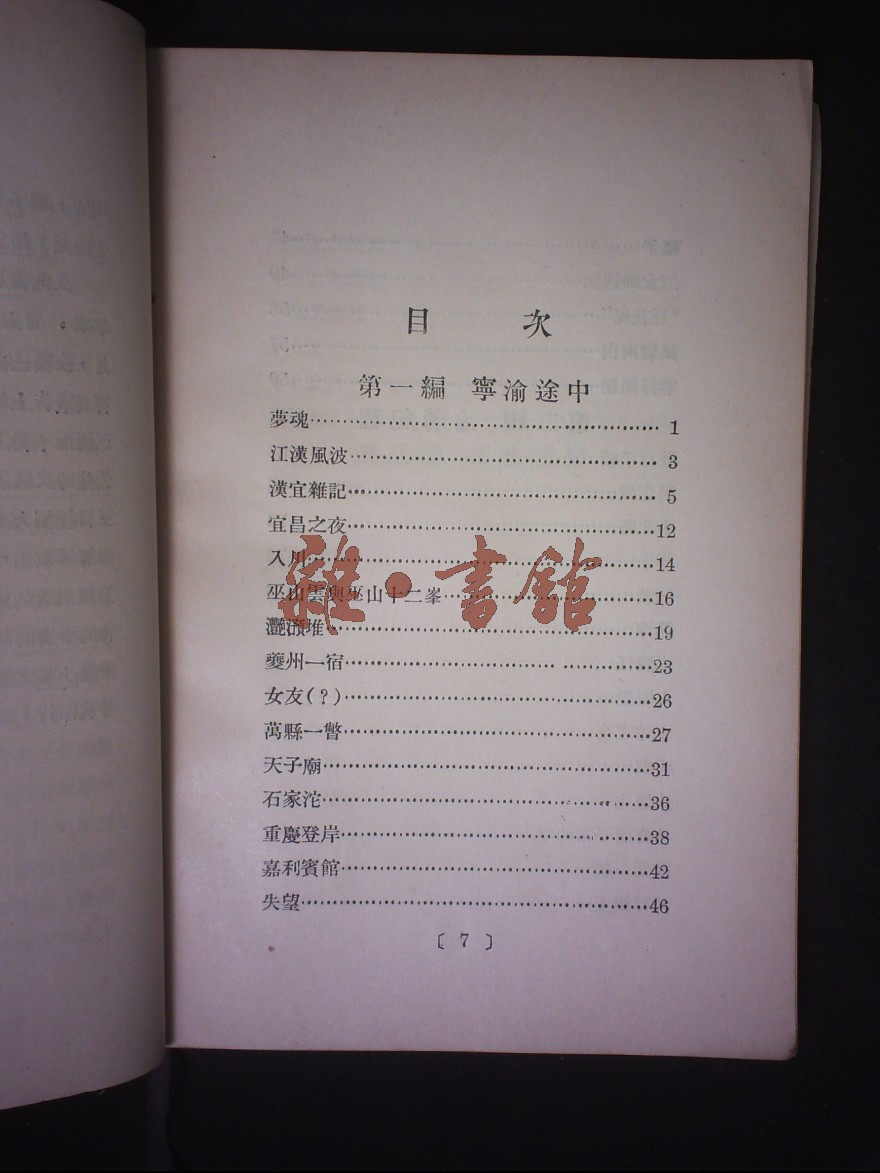 目 次
第一編 寧渝途中
夢魂……………………………………………… 1
江漢風波………………………………………… 3
漢宜雜記………………………………………… 5
宜昌之夜…………………………………………12
入川………………………………………………14
巫山雲與巫山十二峯……………………………16
灩澦堆……………………………………………19
夔州一宿…………………………………………23
女友(?)…………………………………………26
萬縣一瞥…………………………………………27
天子廟……………………………………………31
石家沱……………………………………………36
重慶登岸…………………………………………38
嘉利賓館…………………………………………42
失望………………………………………………46
〔 7 〕
雜·書館